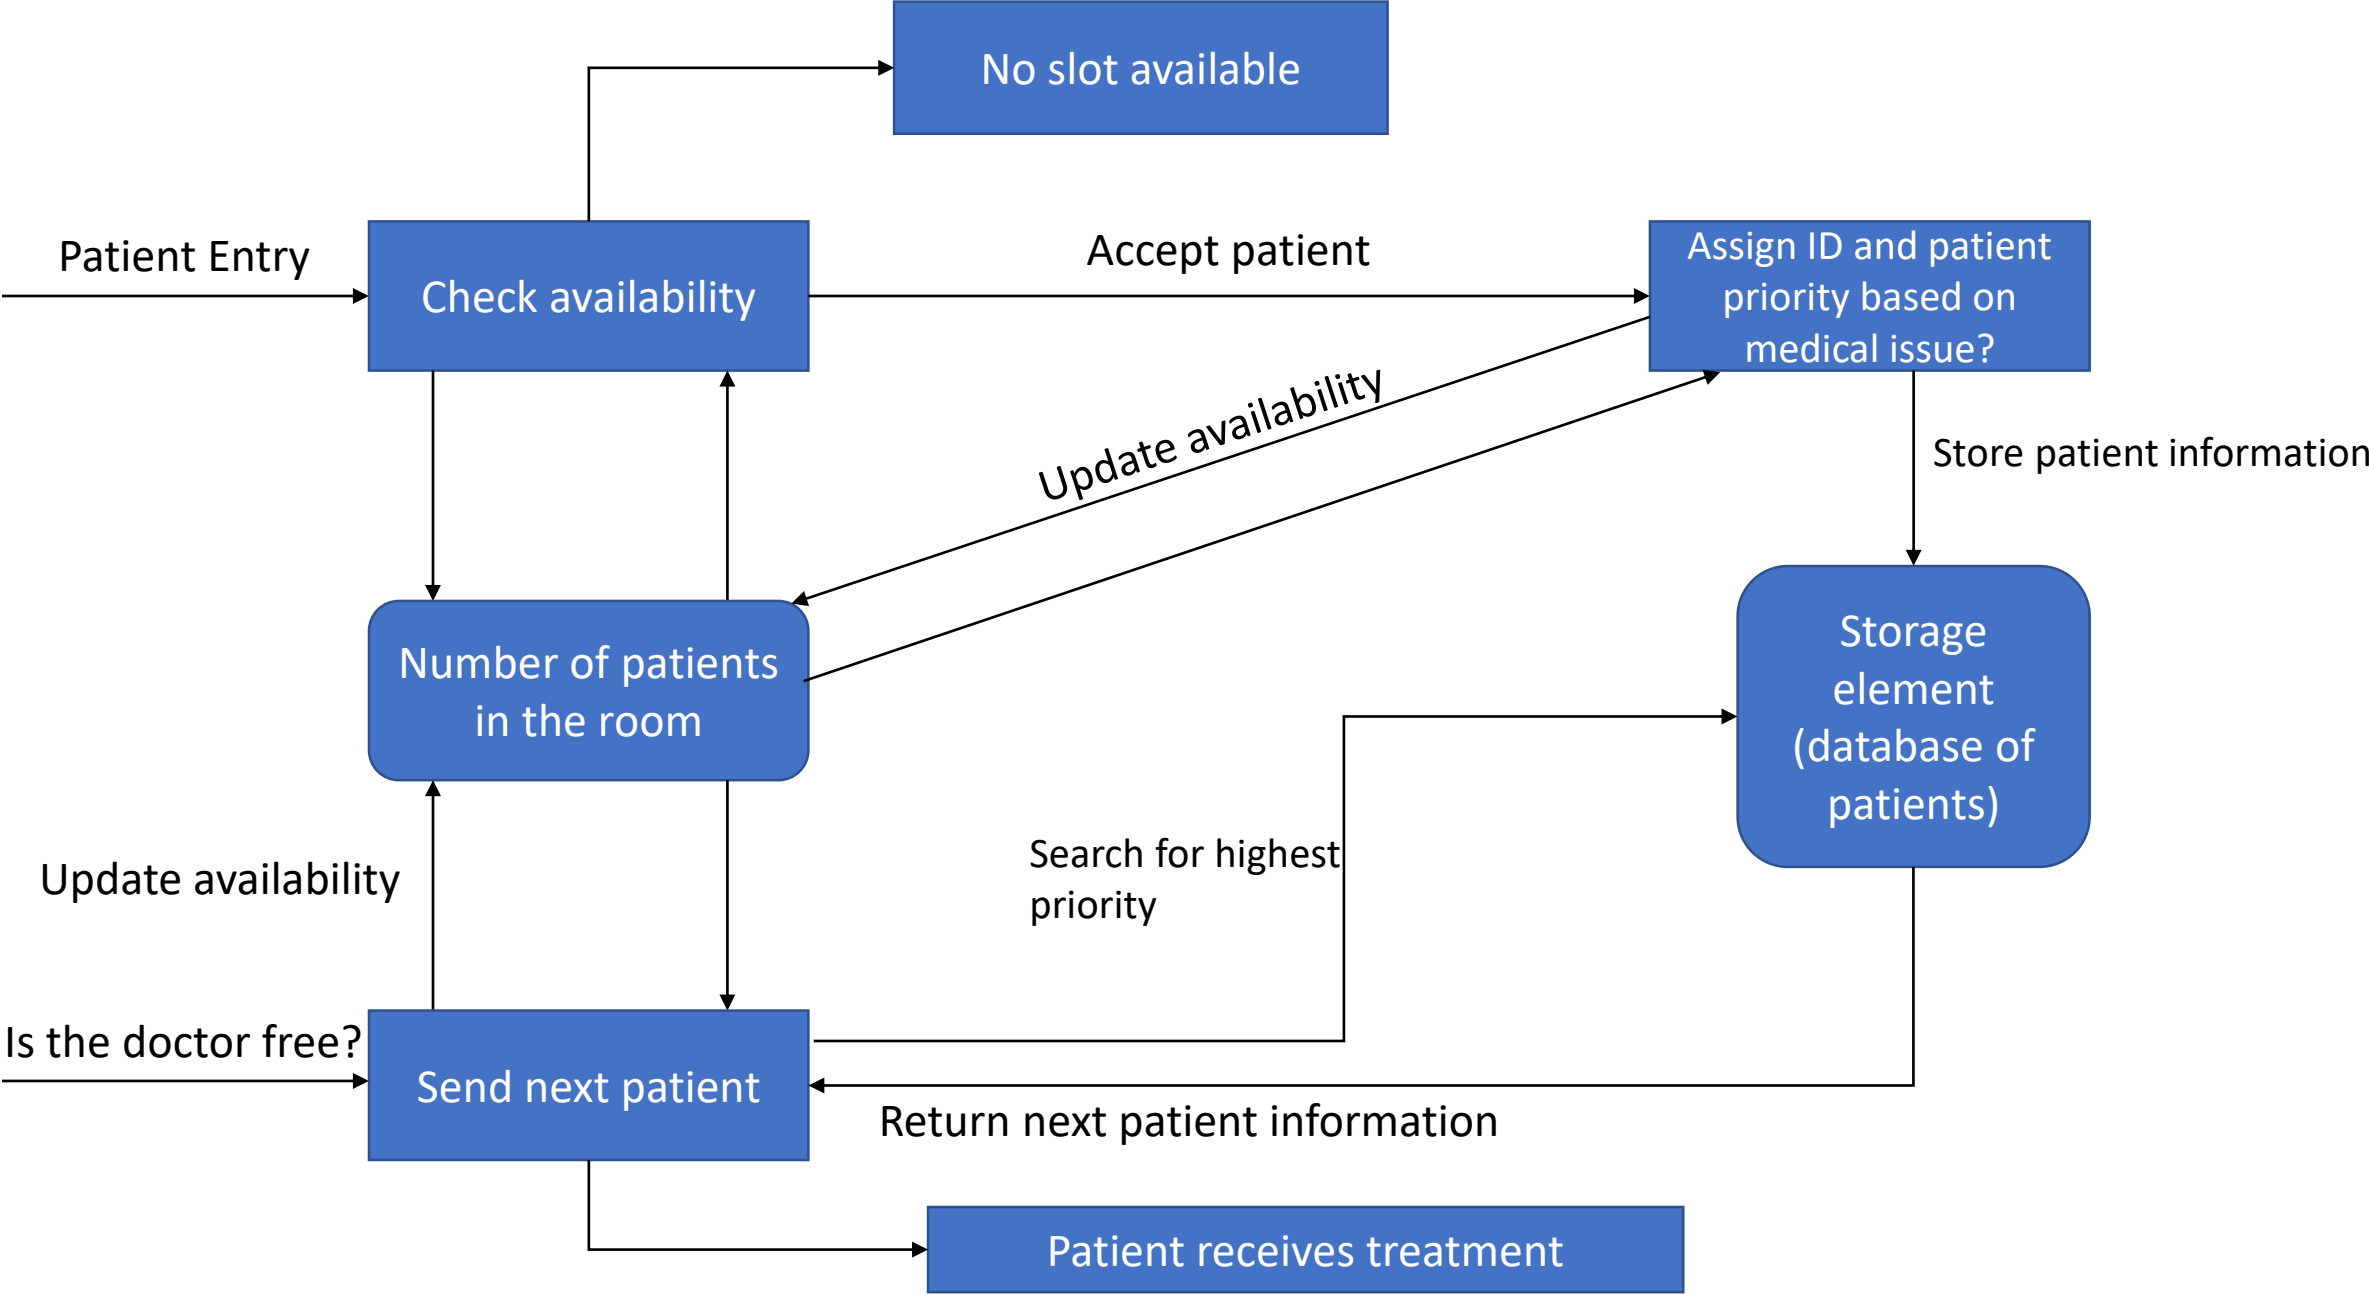 No slot available
Patient Entry
Check availability
Accept patient
Assign ID and patient
priority based on
medical issue?
Update availability
Store patient information
Number of patients
in the room
Storage
element
(database of
patients)
Update availability
Search for highest
priority
Is the doctor free?
Send next patient
Return next patient information
Patient receives treatment